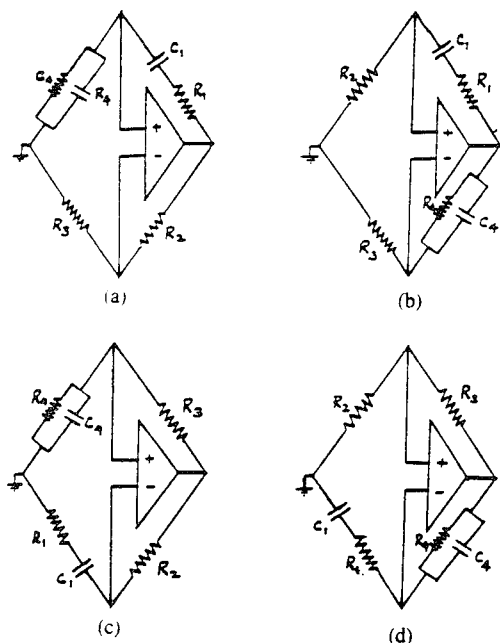 C₁
C₄
R₄
R₁
+
-
R₃
R₂
(a)
C₁
R₂
R₁
+
-
R₄
C₄
R₃
(b)
R₄
C₄
R₃
+
-
R₁
C₁
R₂
(c)
R₂
R₃
+
-
C₁
R₄
C₄
R₁
(d)